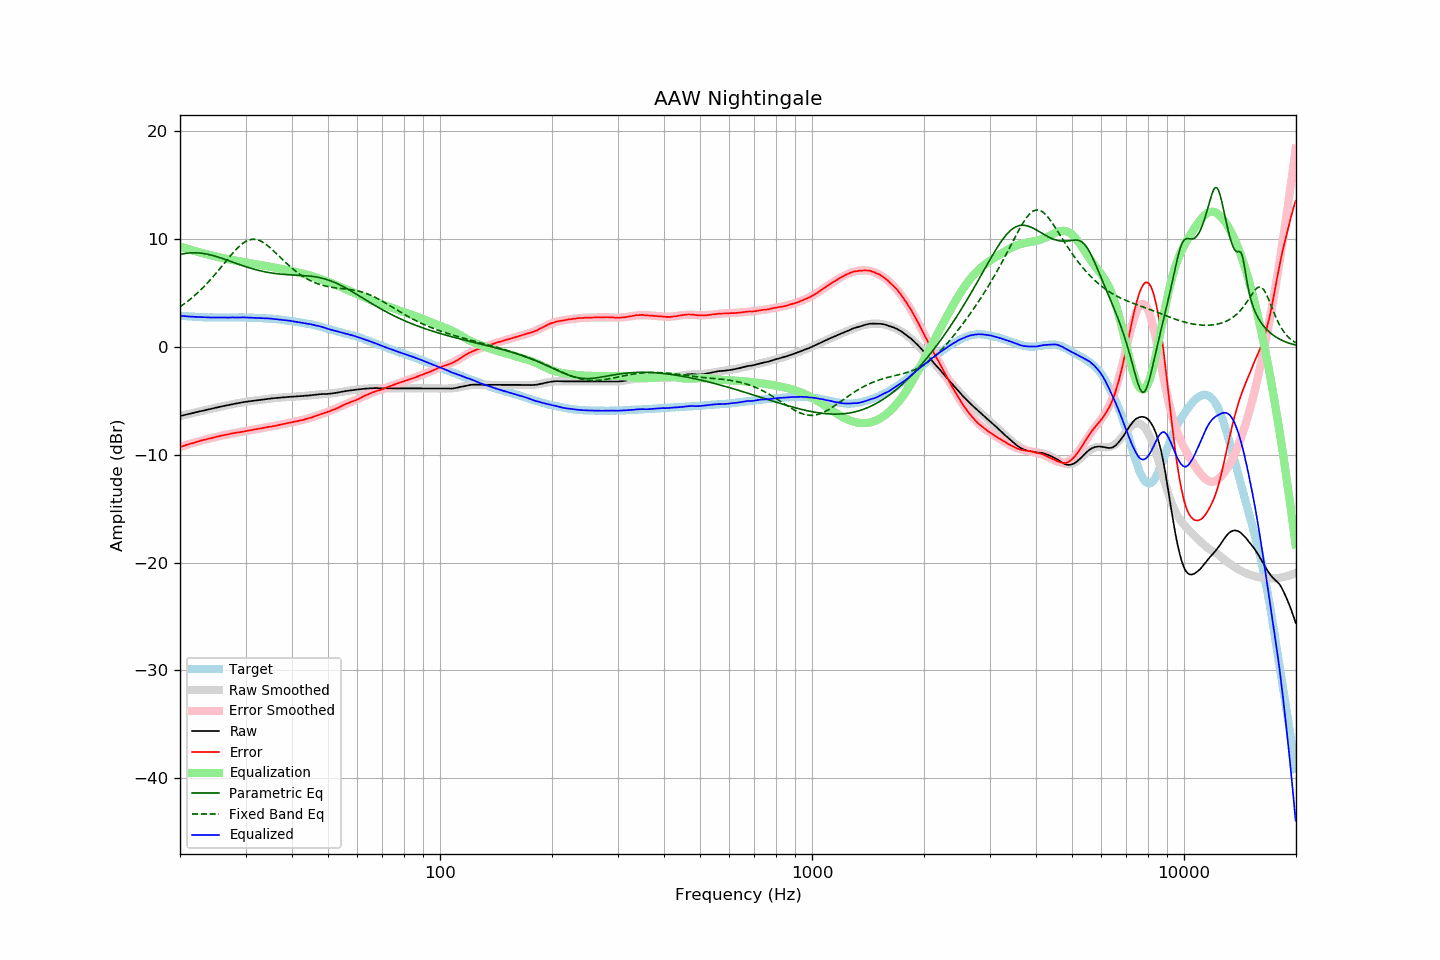 AAW Nightingale
20
10
0
−10
−20
−30
−40
Amplitude (dBr)
Target
Raw Smoothed
Error Smoothed
Raw
Error
Equalization
Parametric Eq
Fixed Band Eq
Equalized
100 1000 10000
Frequency (Hz)